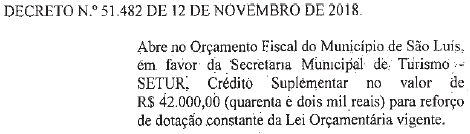 DECRETO N.º 51.482 DE 12 DE NOVEMBRO DE 2018.
Abre no Orçamento Fiscal do Município de São Luís,
em favor da Secretaria Municipal de Turismo -
SETUR, Crédito Suplementar no valor de
R$ 42.000,00 (quarenta e dois mil reais) para reforço
de dotação constante da Lei Orçamentária vigente.